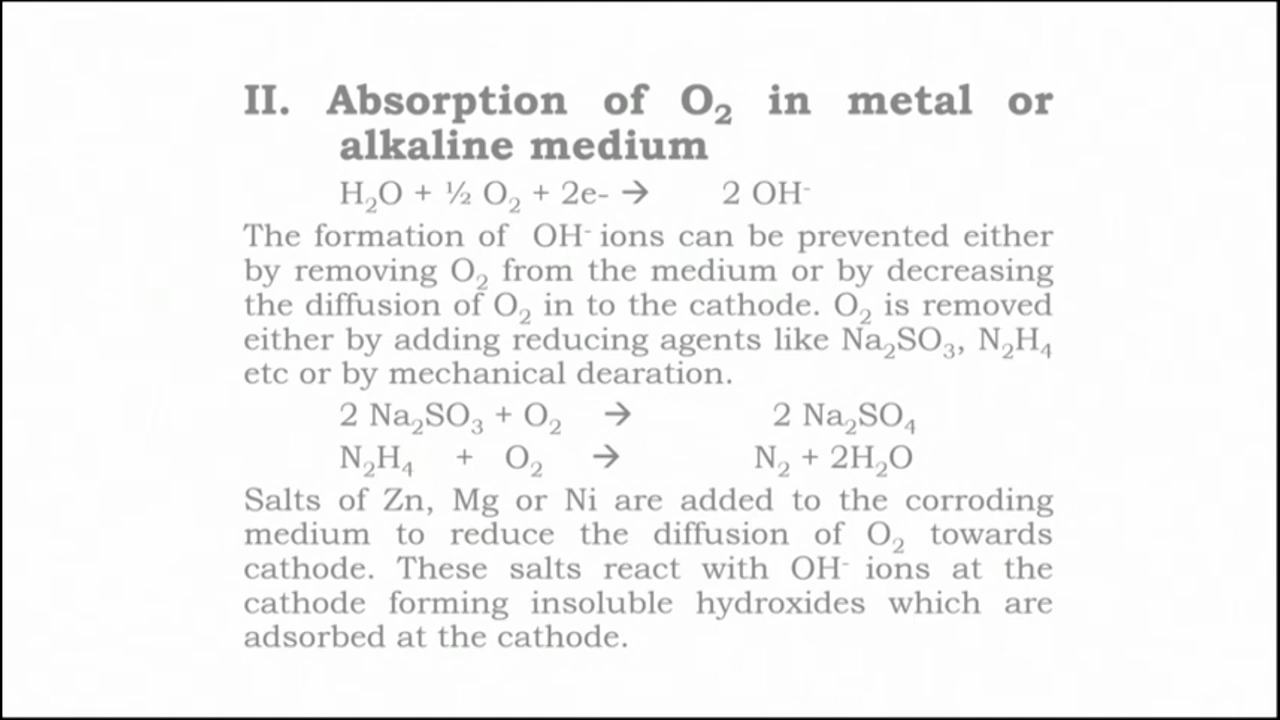 II. Absorption of O₂ in metal or
alkaline medium
H₂O + ½ O₂ + 2e- → 2 OH⁻
The formation of OH⁻ ions can be prevented either
by removing O₂ from the medium or by decreasing
the diffusion of O₂ in to the cathode. O₂ is removed
either by adding reducing agents like Na₂SO₃, N₂H₄
etc or by mechanical dearation.
2 Na₂SO₃ + O₂ → 2 Na₂SO₄
N₂H₄ + O₂ → N₂ + 2H₂O
Salts of Zn, Mg or Ni are added to the corroding
medium to reduce the diffusion of O₂ towards
cathode. These salts react with OH⁻ ions at the
cathode forming insoluble hydroxides which are
adsorbed at the cathode.